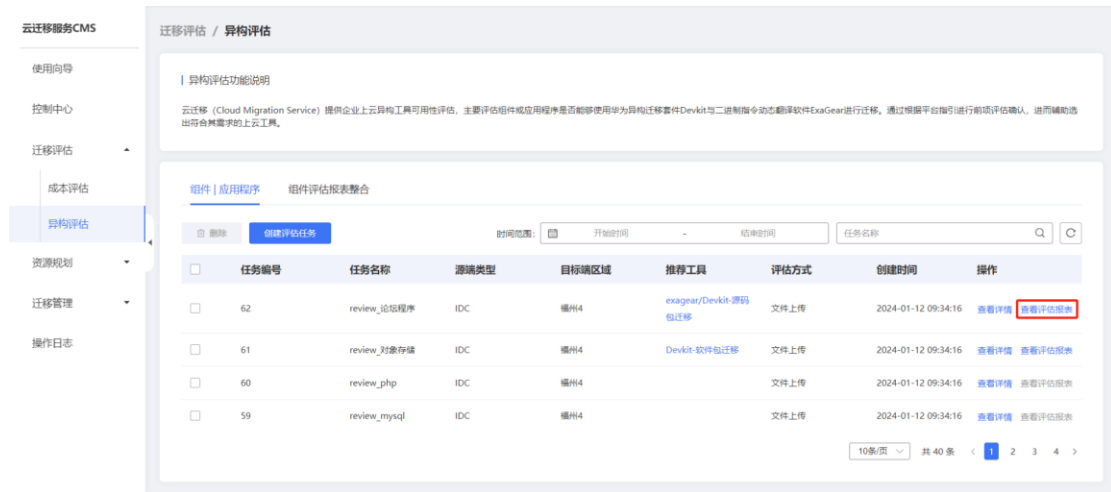 云迁移服务CMS
使用向导
控制中心
迁移评估
成本评估
异构评估
资源规划
迁移管理
操作日志
迁移评估 / 异构评估
异构评估功能说明
云迁移（Cloud Migration Service）提供企业上云异构工具可用性评估，主要评估组件或应用程序是否能够使用华为异构迁移套件Devkit与二进制指令动态翻译软件ExaGear进行迁移。通过根据平台指引进行前项评估确认，进而辅助选
出符合其需求的上云工具。
组件 | 应用程序 组件评估报表整合
删除 创建评估任务 时间范围: 开始时间 - 结束时间 任务名称
任务编号 任务名称 源端类型 目标端区域 推荐工具 评估方式 创建时间 操作
62 review_论坛程序 IDC 福州4 exagear/Devkit-源码
包迁移 文件上传 2024-01-12 09:34:16 查看详情 查看评估报表
61 review_对象存储 IDC 福州4 Devkit-软件包迁移 文件上传 2024-01-12 09:34:16 查看详情 查看评估报表
60 review_php IDC 福州4 文件上传 2024-01-12 09:34:16 查看详情 查看评估报表
59 review_mysql IDC 福州4 文件上传 2024-01-12 09:34:16 查看详情 查看评估报表
10条/页 共 40 条 < 1 2 3 4 >